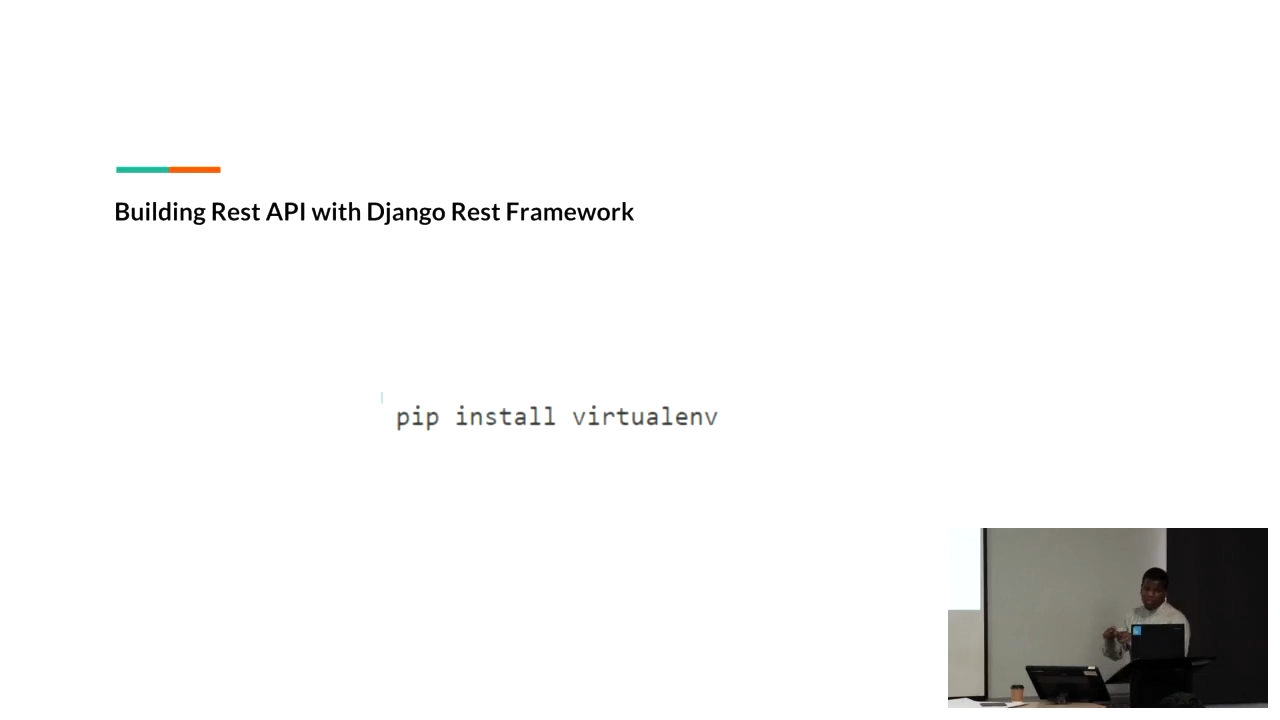 Building Rest API with Django Rest Framework
pip install virtualenv